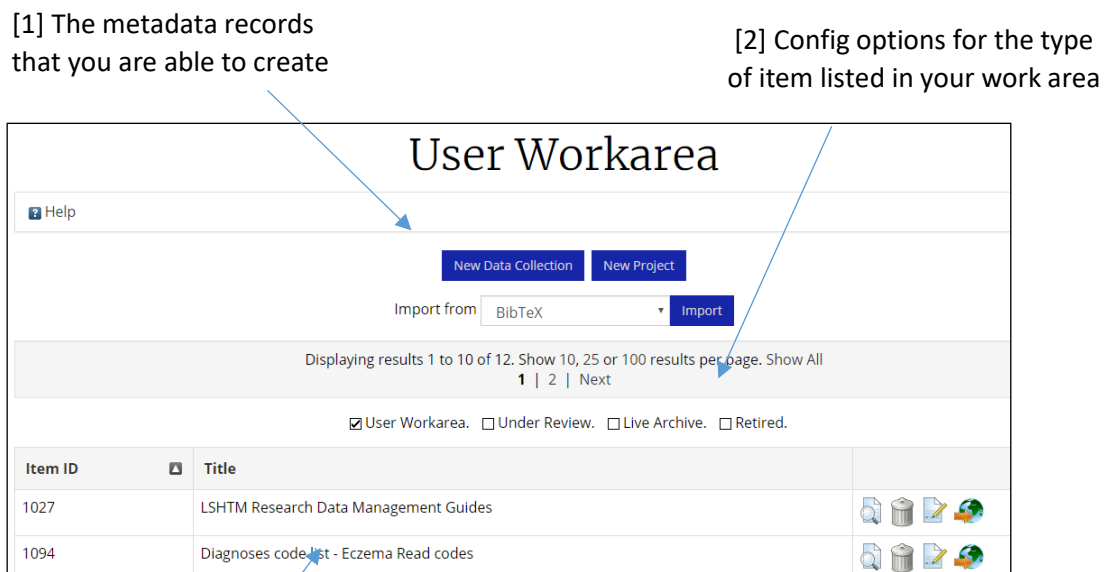 [1] The metadata records
that you are able to create
[2] Config options for the type
of item listed in your work area
User Workarea
? Help
New Data Collection New Project
Import from BibTeX Import
Displaying results 1 to 10 of 12. Show 10, 25 or 100 results per page. Show All
1 | 2 | Next
User Workarea. Under Review. Live Archive. Retired.
Item ID Title
1027 LSHTM Research Data Management Guides
1094 Diagnoses code list - Eczema Read codes